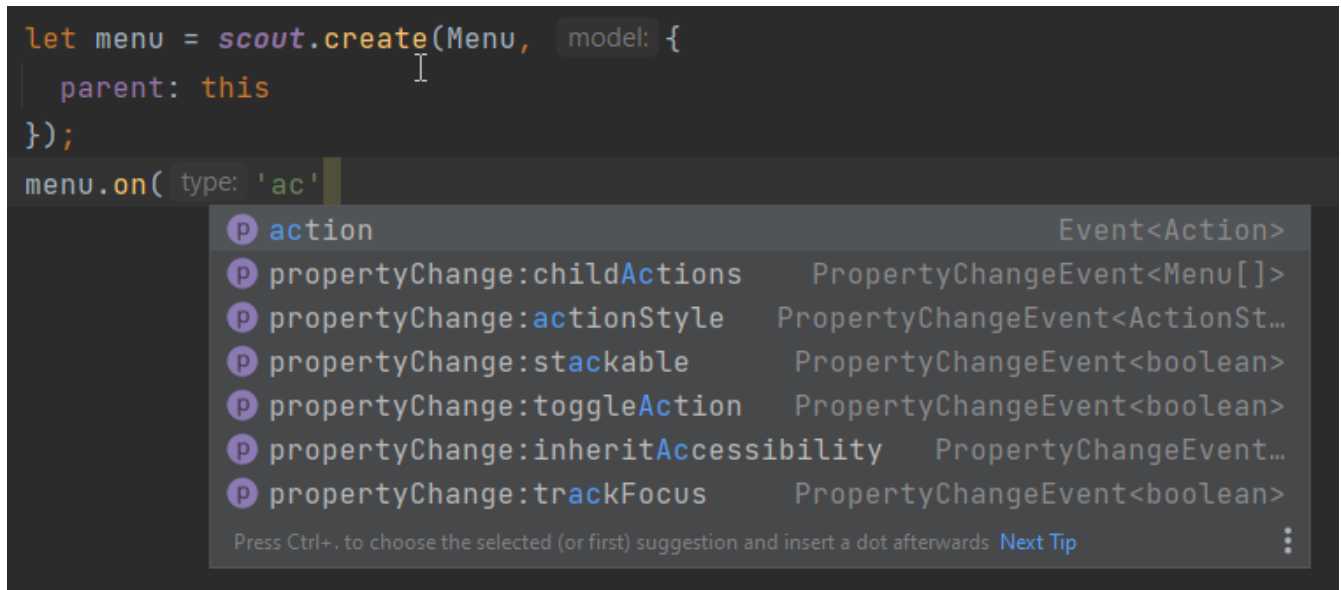 let menu = scout.create(Menu, model: {
parent: this
});
menu.on( type: 'ac'
p action Event<Action>
p propertyChange:childActions PropertyChangeEvent<Menu[]>
p propertyChange:actionStyle PropertyChangeEvent<ActionSt…
p propertyChange:stackable PropertyChangeEvent<boolean>
p propertyChange:toggleAction PropertyChangeEvent<boolean>
p propertyChange:inheritAccessibility PropertyChangeEvent…
p propertyChange:trackFocus PropertyChangeEvent<boolean>
Press Ctrl+. to choose the selected (or first) suggestion and insert a dot afterwards Next Tip